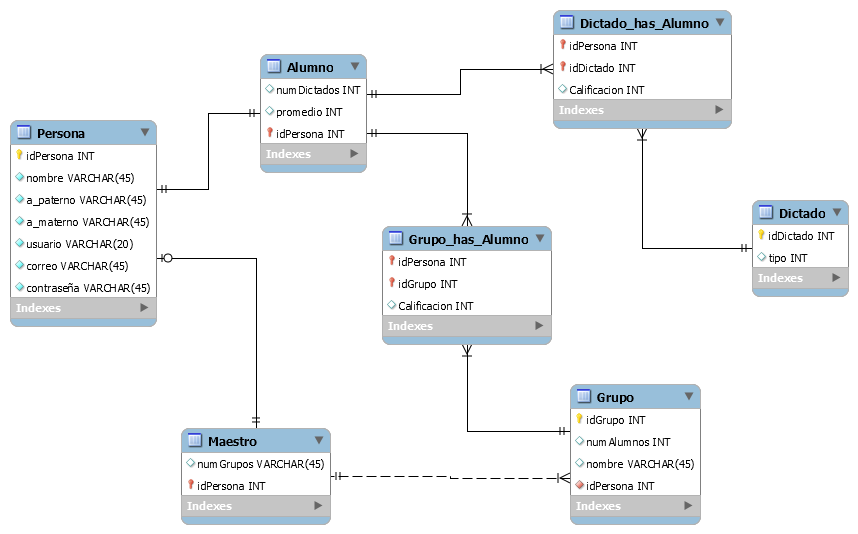 Persona
idPersona INT
nombre VARCHAR(45)
a_paterno VARCHAR(45)
a_materno VARCHAR(45)
usuario VARCHAR(20)
correo VARCHAR(45)
contraseña VARCHAR(45)
Indexes
Alumno
numDictados INT
promedio INT
idPersona INT
Indexes
Dictado_has_Alumno
idPersona INT
idDictado INT
Calificacion INT
Indexes
Dictado
idDictado INT
tipo INT
Indexes
Grupo_has_Alumno
idPersona INT
idGrupo INT
Calificacion INT
Indexes
Maestro
numGrupos VARCHAR(45)
idPersona INT
Indexes
Grupo
idGrupo INT
numAlumnos INT
nombre VARCHAR(45)
idPersona INT
Indexes